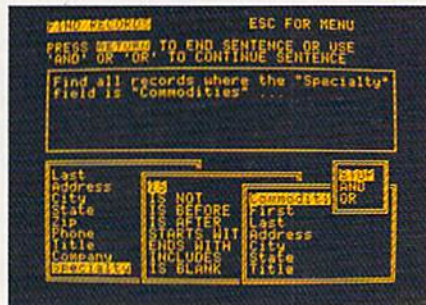 FIND RECORDS ESC FOR MENU
PRESS RETURN TO END SENTENCE OR USE
'AND' OR 'OR' TO CONTINUE SENTENCE
Find all records where the "Specialty"
field is "Commodities" ...
Last
Address
City
State
Zip
Phone
Title
Company
Specialty
IS
IS NOT
IS BEFORE
IS AFTER
STARTS WIT
ENDS WITH
INCLUDES
IS BLANK
Commoditi
First
Last
Address
City
State
Title
STOP
AND
OR